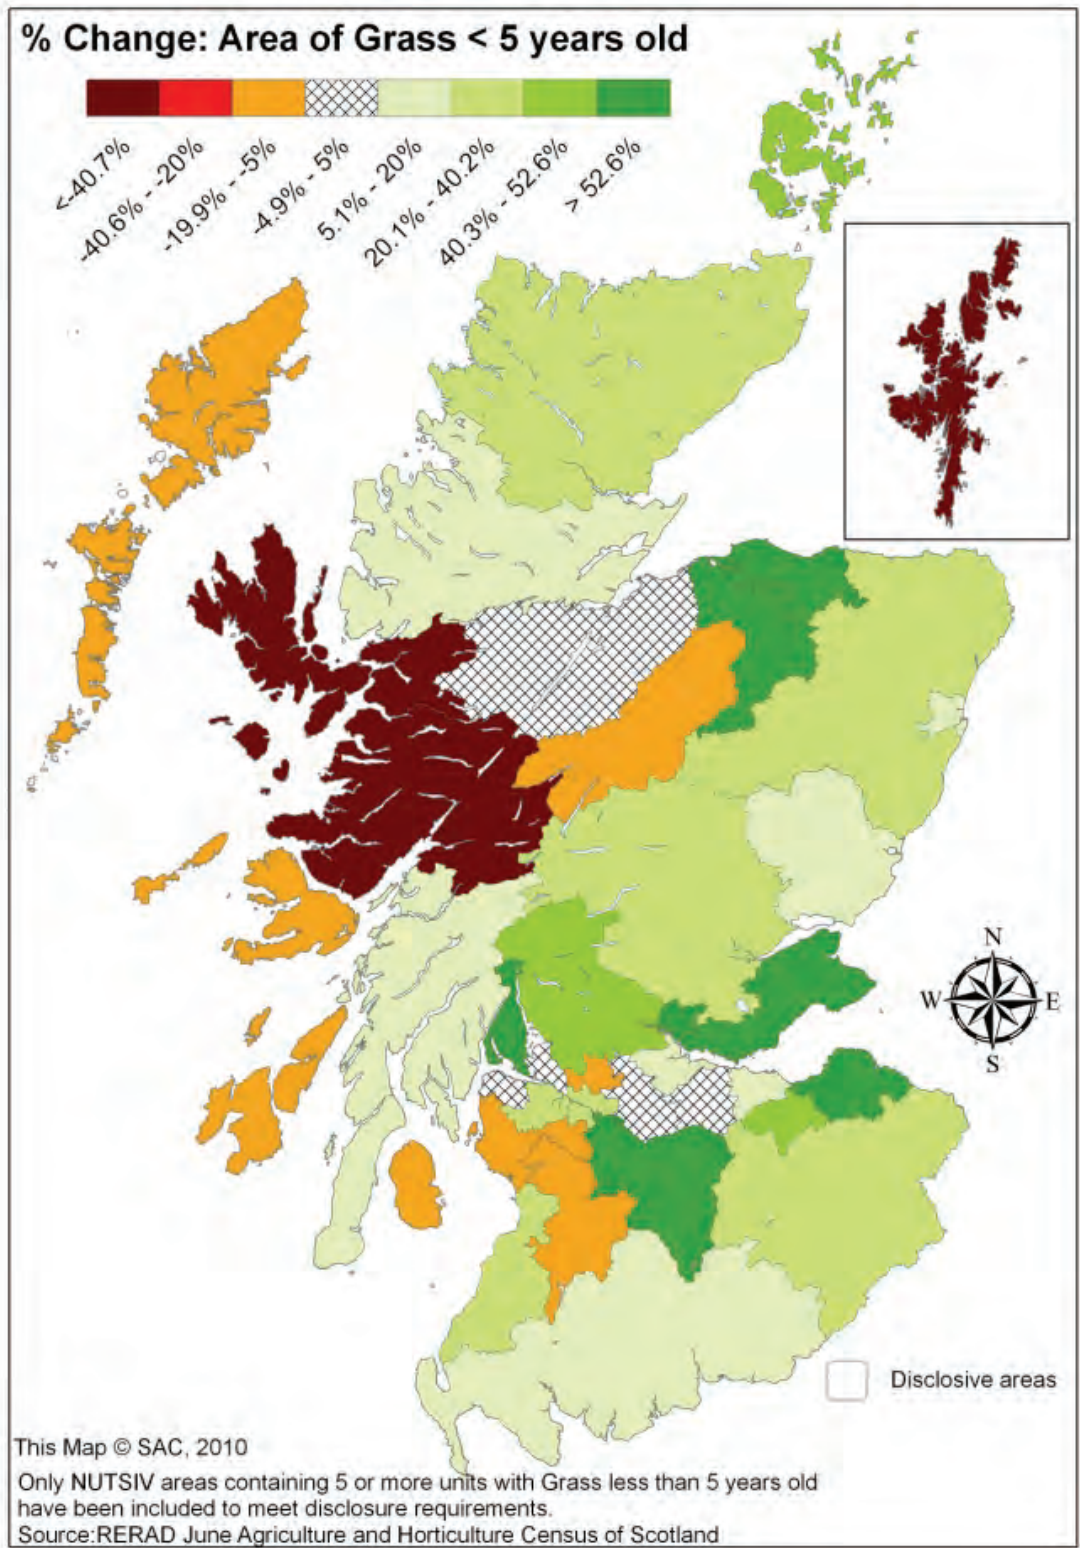 % Change: Area of Grass < 5 years old
<-40.7%
-40.6% - -20%
-19.9% - -5%
-4.9% - 5%
5.1% - 20%
20.1% - 40.2%
40.3% - 52.6%
> 52.6%
N
W E
S
Disclosive areas
This Map © SAC, 2010
Only NUTSIV areas containing 5 or more units with Grass less than 5 years old
have been included to meet disclosure requirements.
Source:RERAD June Agriculture and Horticulture Census of Scotland